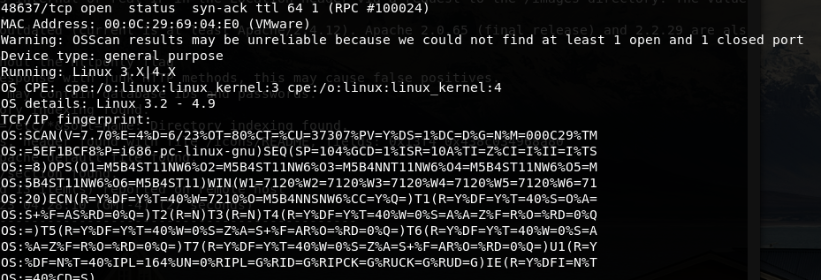 48637/tcp open  status  syn-ack ttl 64 1 (RPC #100024)
MAC Address: 00:0C:29:69:04:E0 (VMware)
Warning: OSScan results may be unreliable because we could not find at least 1 open and 1 closed port
Device type: general purpose
Running: Linux 3.X|4.X
OS CPE: cpe:/o:linux:linux_kernel:3 cpe:/o:linux:linux_kernel:4
OS details: Linux 3.2 - 4.9
TCP/IP fingerprint:
OS:SCAN(V=7.70%E=4%D=6/23%OT=80%CT=%CU=37307%PV=Y%DS=1%DC=D%G=N%M=000C29%TM
OS:=5EF1BCF8%P=i686-pc-linux-gnu)SEQ(SP=104%GCD=1%ISR=10A%TI=Z%CI=I%II=I%TS
OS:=8)OPS(O1=M5B4ST11NW6%O2=M5B4ST11NW6%O3=M5B4NNT11NW6%O4=M5B4ST11NW6%O5=M
OS:5B4ST11NW6%O6=M5B4ST11)WIN(W1=7120%W2=7120%W3=7120%W4=7120%W5=7120%W6=71
OS:20)ECN(R=Y%DF=Y%T=40%W=7210%O=M5B4NNSNW6%CC=Y%Q=)T1(R=Y%DF=Y%T=40%S=O%A=
OS:S+%F=AS%RD=0%Q=)T2(R=N)T3(R=N)T4(R=Y%DF=Y%T=40%W=0%S=A%A=Z%F=R%O=%RD=0%Q
OS:=)T5(R=Y%DF=Y%T=40%W=0%S=Z%A=S+%F=AR%O=%RD=0%Q=)T6(R=Y%DF=Y%T=40%W=0%S=A
OS:%A=Z%F=R%O=%RD=0%Q=)T7(R=Y%DF=Y%T=40%W=0%S=Z%A=S+%F=AR%O=%RD=0%Q=)U1(R=Y
OS:%DF=N%T=40%IPL=164%UN=0%RIPL=G%RID=G%RIPCK=G%RUCK=G%RUD=G)IE(R=Y%DFI=N%T
OS:=40%CD=S)